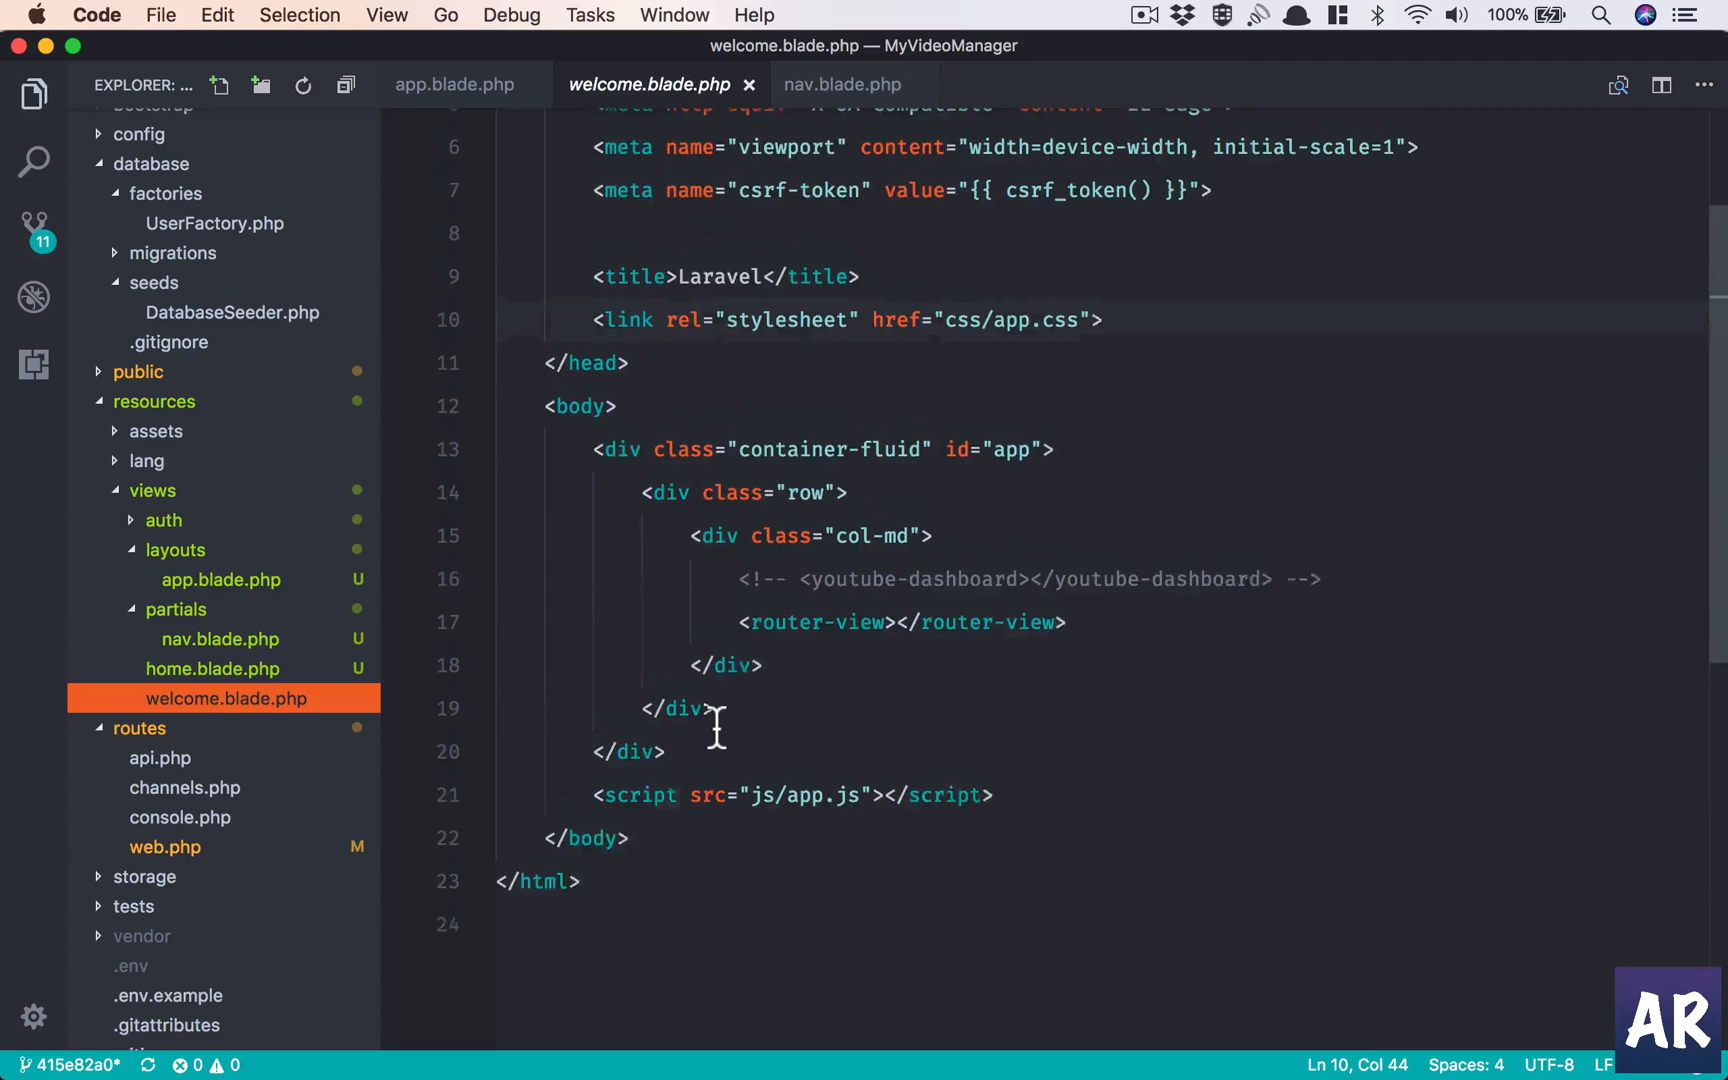 Code File Edit Selection View Go Debug Tasks Window Help 100%
welcome.blade.php — MyVideoManager
EXPLORER: ...
app.blade.php welcome.blade.php nav.blade.php
config
database
factories
UserFactory.php
migrations
seeds
DatabaseSeeder.php
.gitignore
public
resources
assets
lang
views
auth
layouts
app.blade.php U
partials
nav.blade.php U
home.blade.php U
welcome.blade.php
routes
api.php
channels.php
console.php
web.php M
storage
tests
vendor
.env
.env.example
.gitattributes
11
6 <meta name="viewport" content="width=device-width, initial-scale=1">
7 <meta name="csrf-token" value="{{ csrf_token() }}">
8
9 <title>Laravel</title>
10 <link rel="stylesheet" href="css/app.css">
11 </head>
12 <body>
13 <div class="container-fluid" id="app">
14 <div class="row">
15 <div class="col-md">
16 <!-- <youtube-dashboard></youtube-dashboard> -->
17 <router-view></router-view>
18 </div>
19 </div>
20 </div>
21 <script src="js/app.js"></script>
22 </body>
23 </html>
24
AR
415e82a0* 0 0 Ln 10, Col 44 Spaces: 4 UTF-8 LF